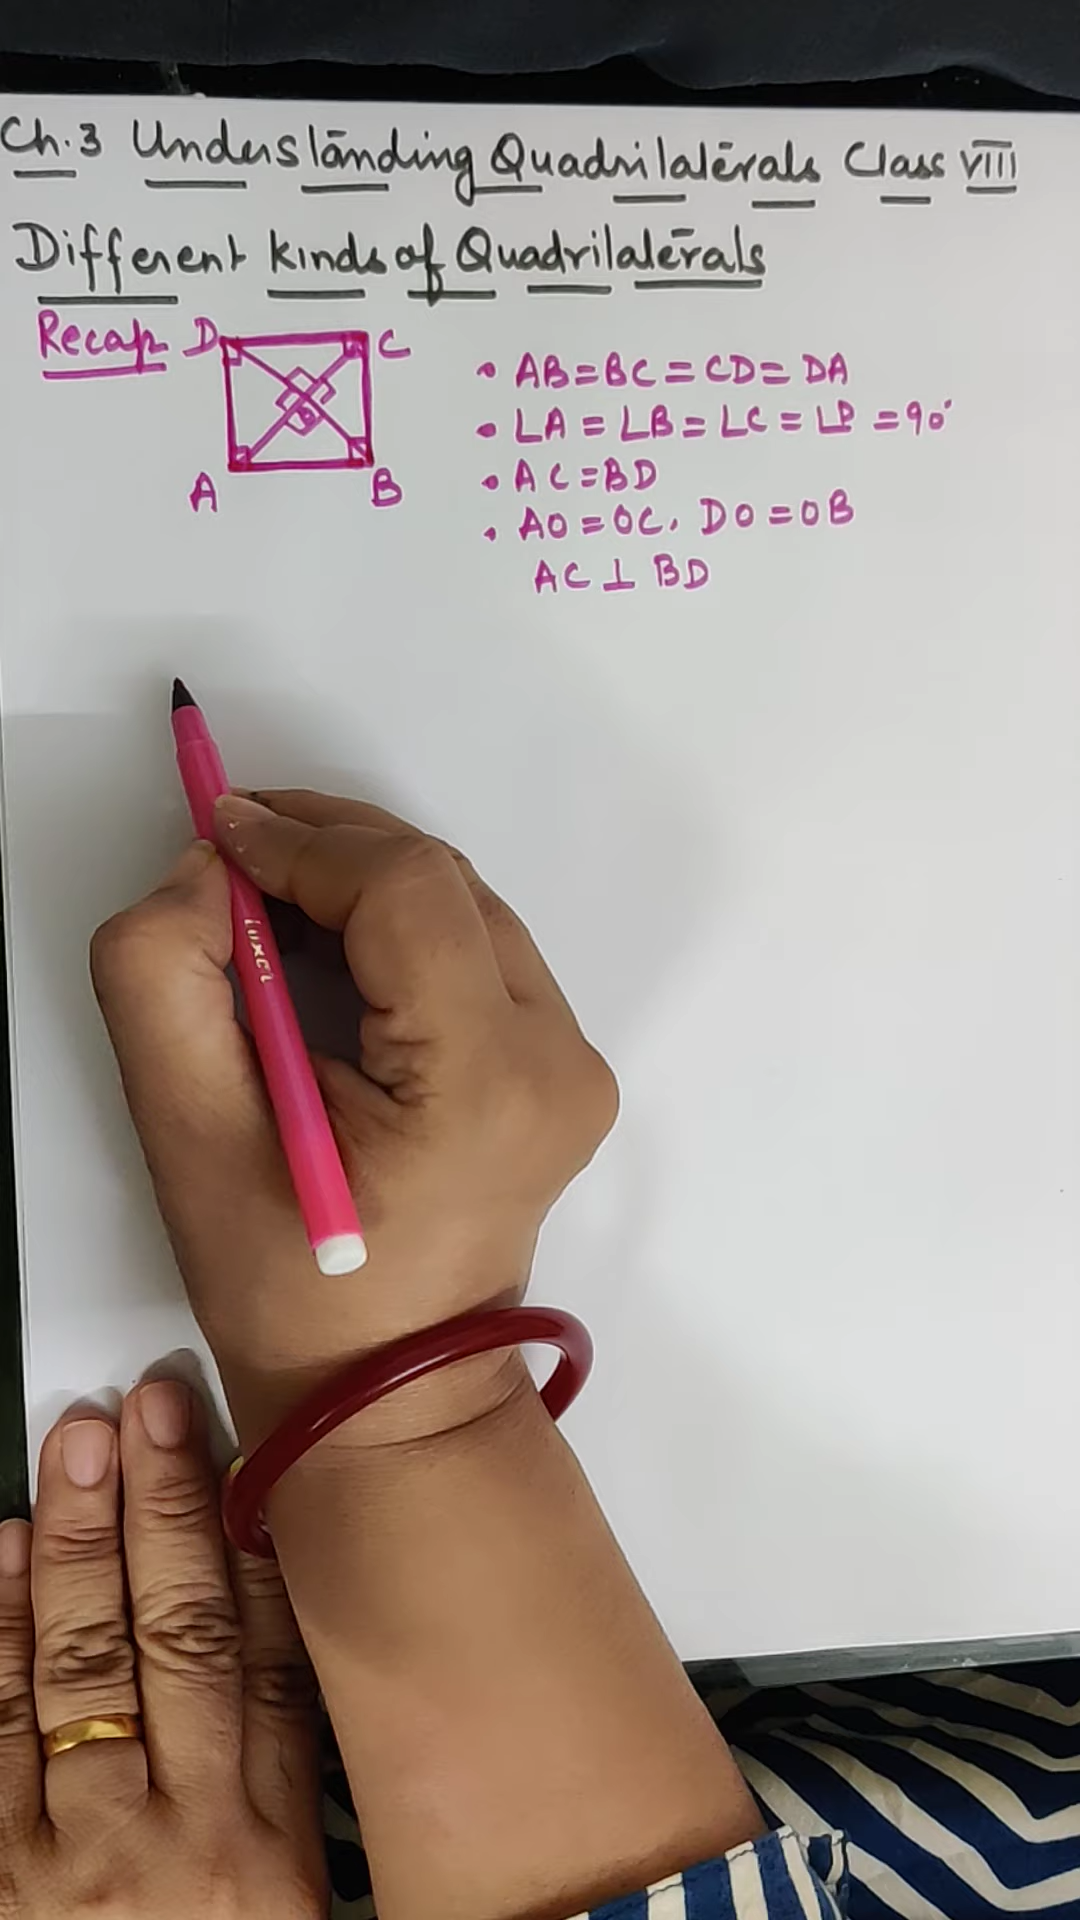 Ch.3 Understanding Quadrilaterals Class VIII
Different kinds of Quadrilaterals
Recap D C
A B
• AB=BC=CD=DA
• ∠A=∠B=∠C=∠D=90°
• AC=BD
• AO=OC, DO=OB
AC⊥BD
luxor